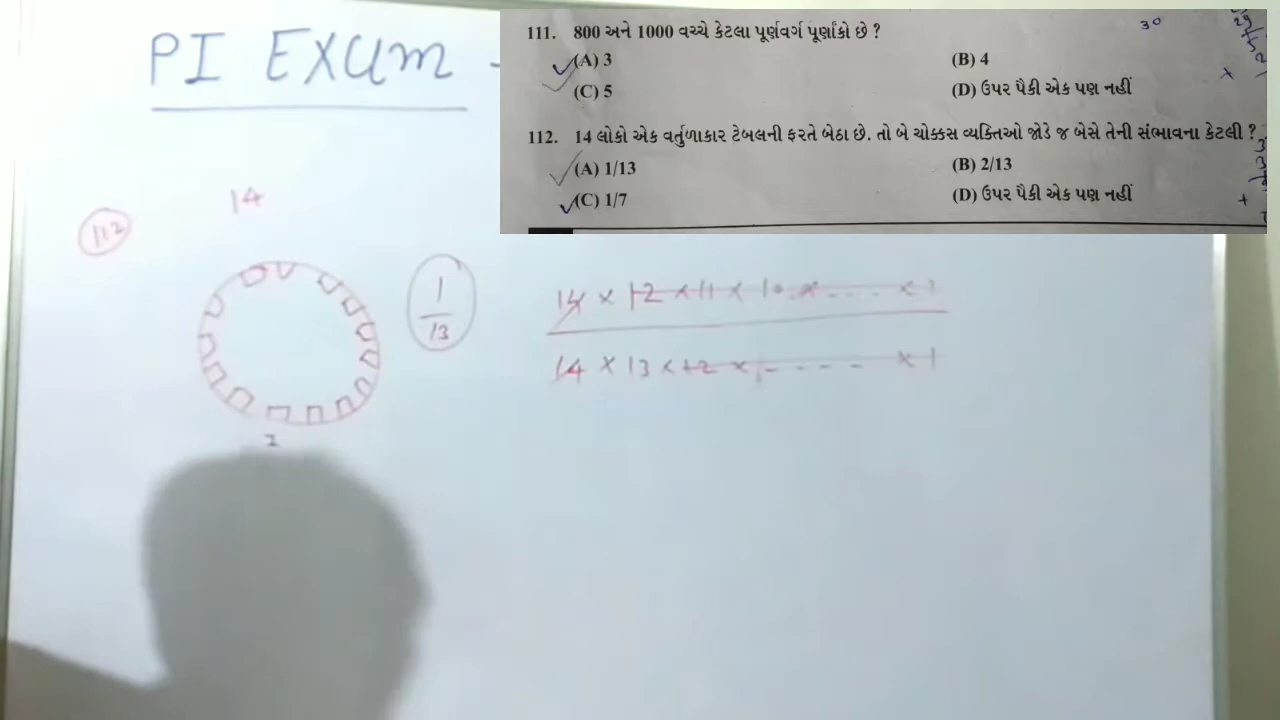 PI EXAM -
111. 800 અને 1000 વચ્ચે કેટલા પૂર્ણવર્ગ પૂર્ણાંકો છે ?
30
(A) 3 (B) 4
(C) 5 (D) ઉપર પૈકી એક પણ નહીં
112. 14 લોકો એક વર્તુળાકાર ટેબલની ફરતે બેઠા છે. તો બે ચોક્કસ વ્યક્તિઓ જોડે જ બેસે તેની સંભાવના કેટલી ?
(A) 1/13 (B) 2/13
(C) 1/7 (D) ઉપર પૈકી એક પણ નહીં
14
112
1
13
14 × 12 × 11 × 10 × . . . . × 1
14 × 13 × 12 × . - - - - × 1